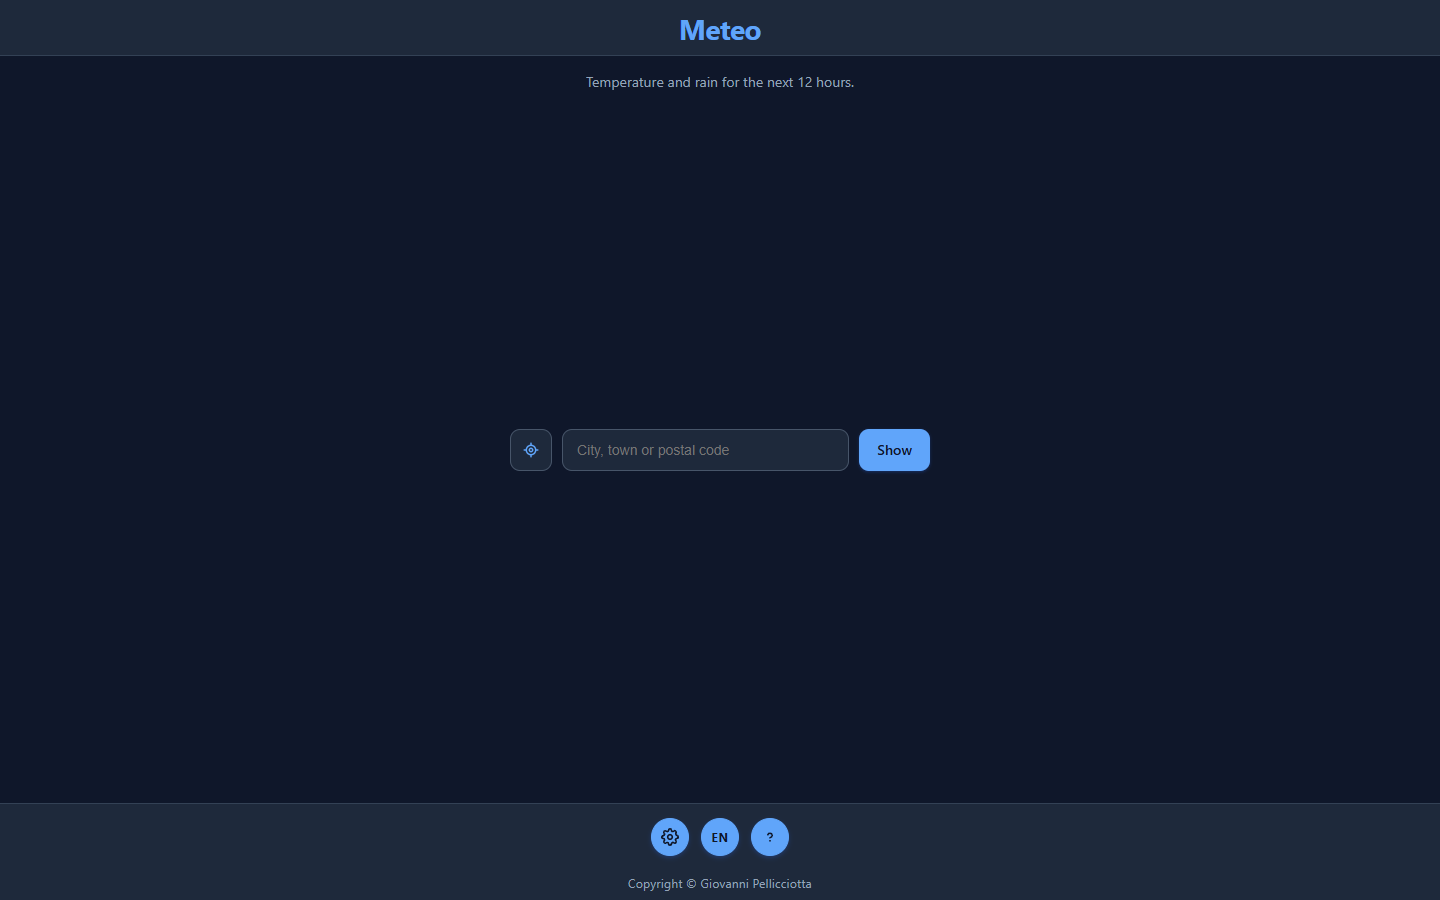 Meteo
Temperature and rain for the next 12 hours.
City, town or postal code
Show
EN
?
Copyright © Giovanni Pellicciotta